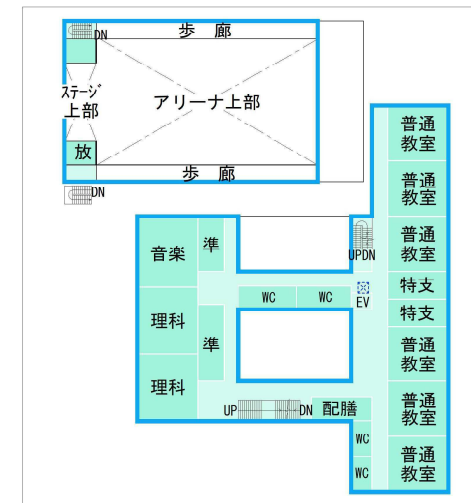 DN
歩廊
ステージ
上部
アリーナ上部
放
歩廊
DN
普通
教室
普通
教室
普通
教室
UPDN
音楽
準
特支
EV
WC
WC
特支
理科
準
普通
教室
理科
UP
DN
配膳
普通
教室
WC
普通
教室
WC